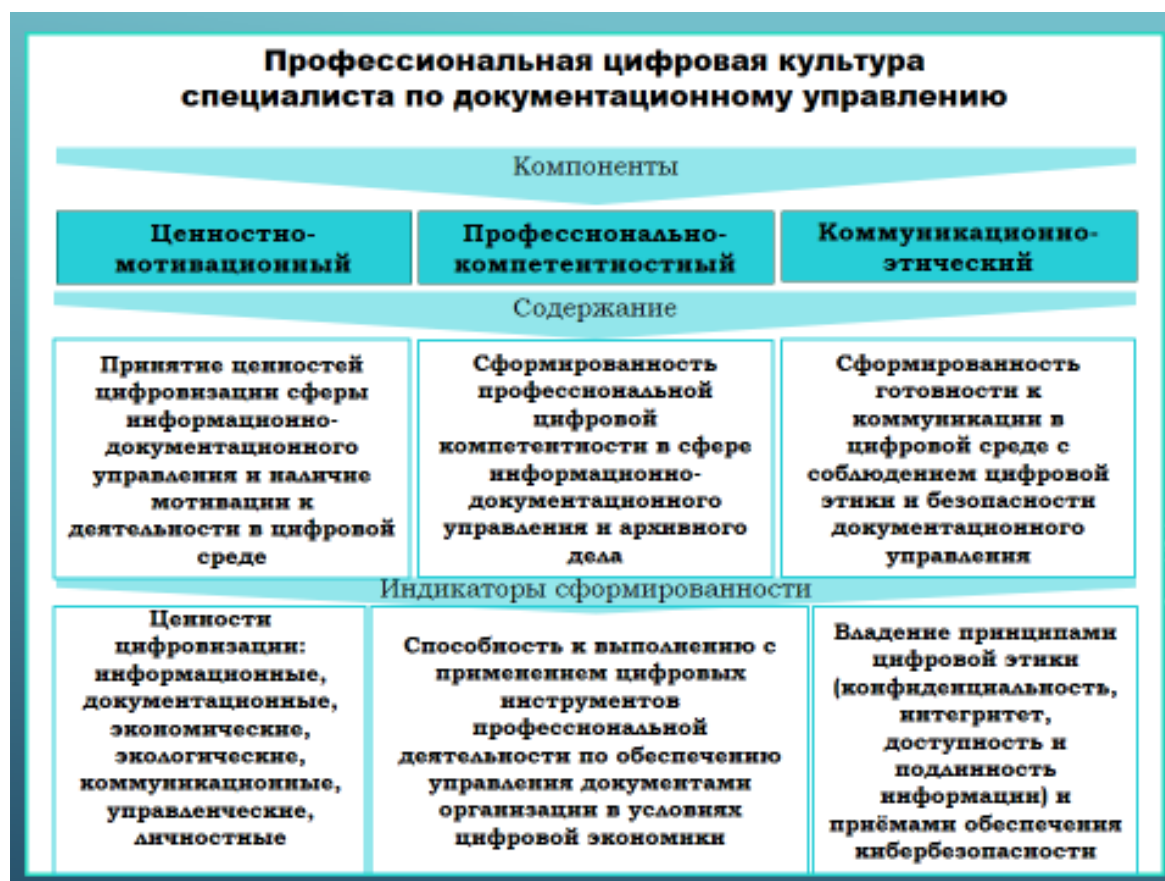 Профессиональная цифровая культура
специалиста по документационному управлению
Компоненты
Ценностно-
мотивационный
Профессионально-
компетентностный
Коммуникационно-
этический
Содержание
Принятие ценностей
цифровизации сферы
информационно-
документационного
управления и наличие
мотивации к
деятельности в цифровой
среде
Сформированность
профессиональной
цифровой
компетентности в сфере
информационно-
документационного
управления и архивного
дела
Сформированность
готовности к
коммуникации в
цифровой среде с
соблюдением цифровой
этики и безопасности
документационного
управления
Индикаторы сформированности
Ценности
цифровизации:
информационные,
документационные,
экономические,
экологические,
коммуникационные,
управленческие,
личностные
Способность к выполнению с
применением цифровых
инструментов
профессиональной
деятельности по обеспечению
управления документами
организации в условиях
цифровой экономики
Владение принципами
цифровой этики
(конфиденциальность,
интегритет,
доступность и
подлинность
информации) и
приёмами обеспечения
кибербезопасности